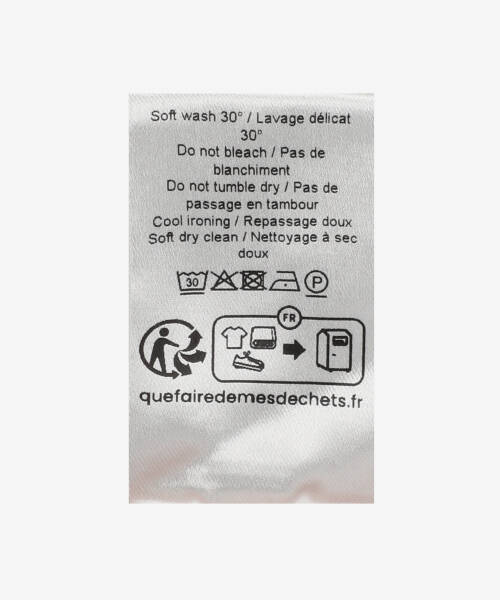 Soft wash 30° / Lavage délicat
30°
Do not bleach / Pas de
blanchiment
Do not tumble dry / Pas de
passage en tambour
Cool ironing / Repassage doux
Soft dry clean / Nettoyage à sec
doux
30 P
FR
quefairedemesdechets.fr